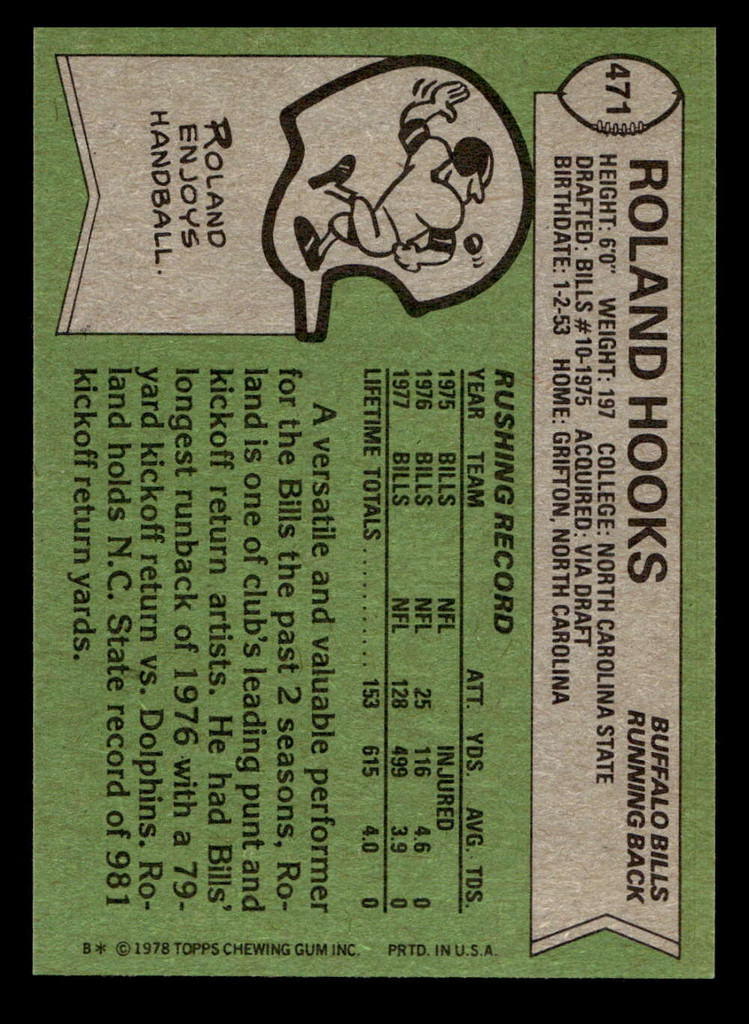 471
ROLAND HOOKS
BUFFALO BILLS
RUNNING BACK
HEIGHT: 6'0" WEIGHT: 197 COLLEGE: NORTH CAROLINA STATE
DRAFTED: BILLS #10-1975 ACQUIRED: VIA DRAFT
BIRTHDATE: 1-2-53 HOME: GRIFTON, NORTH CAROLINA
ROLAND
ENJOYS
HANDBALL.
RUSHING RECORD
YEAR TEAM ATT. YDS. AVG. TDS.
1975 BILLS NFL INJURED
1976 BILLS NFL 25 116 4.6 0
1977 BILLS NFL 128 499 3.9 0
LIFETIME TOTALS........... 153 615 4.0 0
A versatile and valuable performer
for the Bills the past 2 seasons, Ro-
land is one of club's leading punt and
kickoff return artists. He had Bills'
longest runback of 1976 with a 79-
yard kickoff return vs. Dolphins. Ro-
land holds N.C. State record of 981
kickoff return yards.
B* © 1978 TOPPS CHEWING GUM INC. PRTD. IN U.S.A.